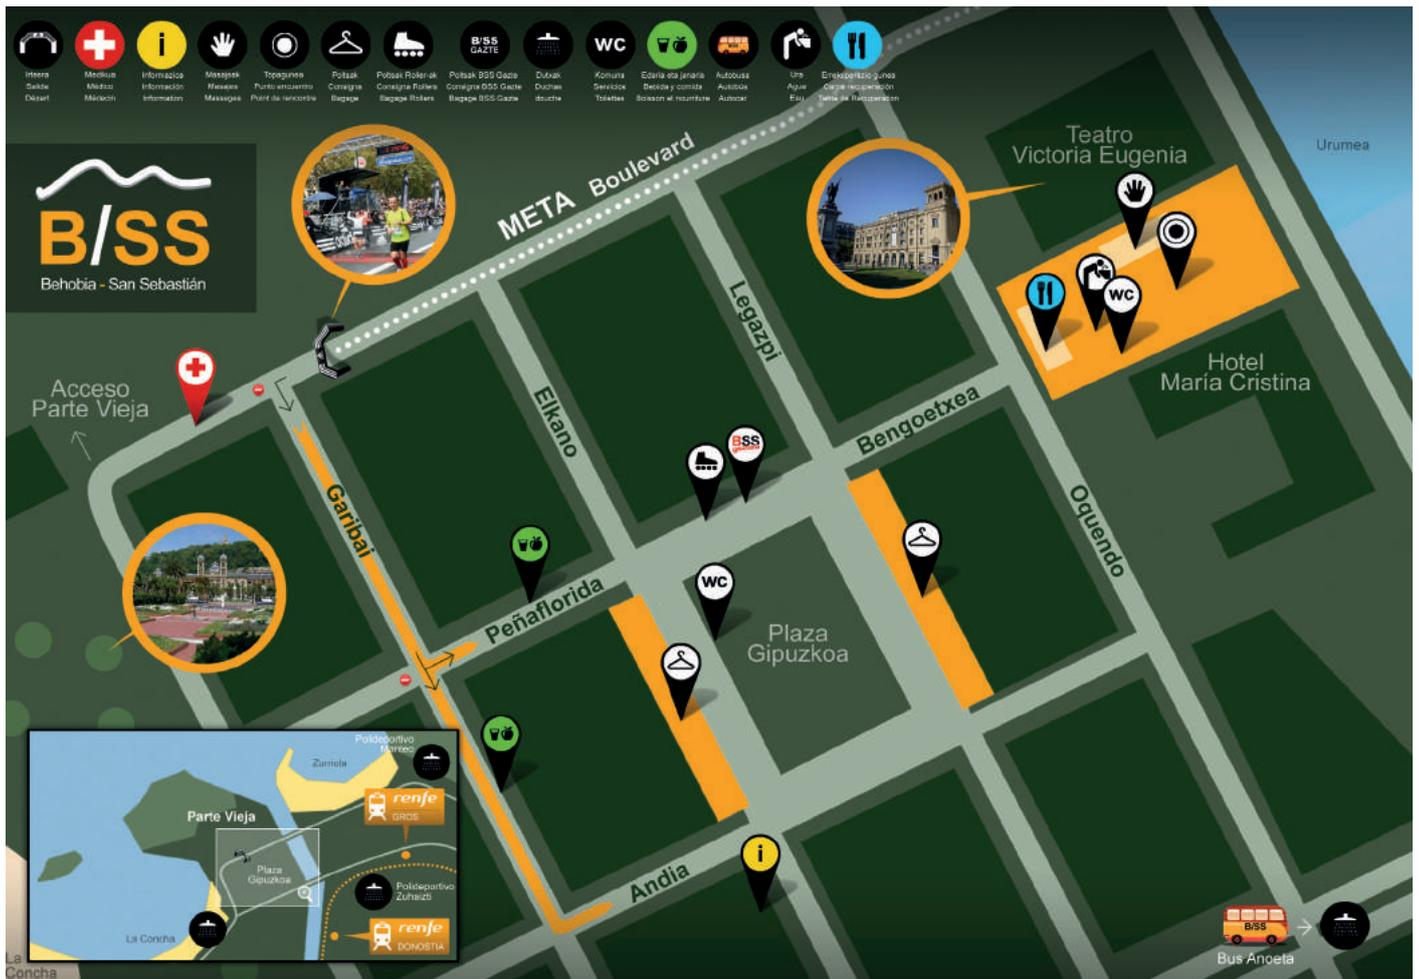 Irteera
Salida
Départ
Medikua
Médico
Médecin
i
Informazioa
Información
Information
Masajeak
Masajes
Massages
Topagunea
Punto encuentro
Point de rencontre
Poltsak
Consigna
Bagage
Poltsak Roller-ak
Consigna Rollers
Bagage Rollers
B/SS
GAZTE
Poltsak BSS Gazte
Consigna BSS Gazte
Bagage BSS Gazte
Dutxak
Duchas
douche
WC
Komuna
Servicios
Toilettes
Edaria eta janaria
Bebida y comida
Boisson et nourriture
Autobusa
Autobús
Autocar
Ura
Agua
Eau
Errekuperazio gunea
Carpa recuperación
Tente de Recuperation
B/SS
Behobia - San Sebastián
META Boulevard
Teatro
Victoria Eugenia
Urumea
WC
Hotel
María Cristina
Acceso
Parte Vieja
Legazpi
Elkano
Bengoetxea
BSS
Garibai
Oquendo
Peñaflorida
WC
Plaza
Gipuzkoa
i
Andia
Polideportivo
Manteo
Zurriola
renfe
GROS
Parte Vieja
Plaza
Gipuzkoa
Polideportivo
Zuhaizti
renfe
DONOSTIA
La Concha
La
Concha
B/SS
Bus Anoeta